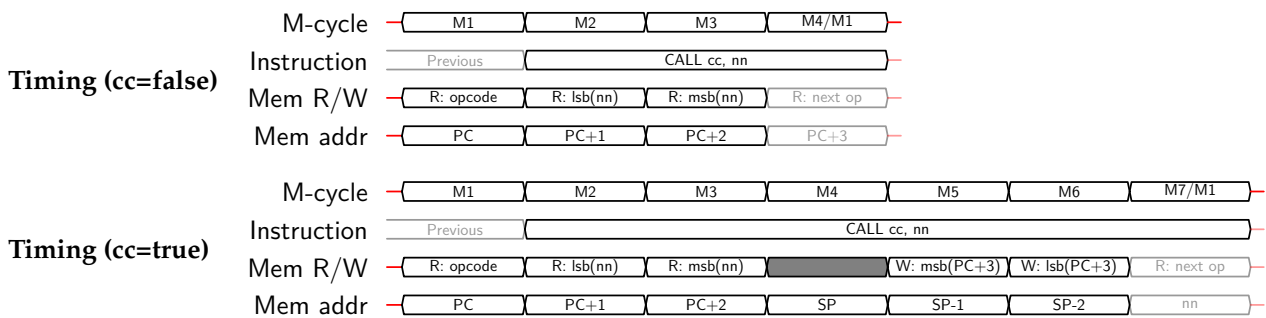 M-cycle M1 M2 M3 M4/M1
Instruction Previous CALL cc, nn
Timing (cc=false)
Mem R/W R: opcode R: lsb(nn) R: msb(nn) R: next op
Mem addr PC PC+1 PC+2 PC+3
M-cycle M1 M2 M3 M4 M5 M6 M7/M1
Instruction Previous CALL cc, nn
Timing (cc=true)
Mem R/W R: opcode R: lsb(nn) R: msb(nn) W: msb(PC+3) W: lsb(PC+3) R: next op
Mem addr PC PC+1 PC+2 SP SP-1 SP-2 nn